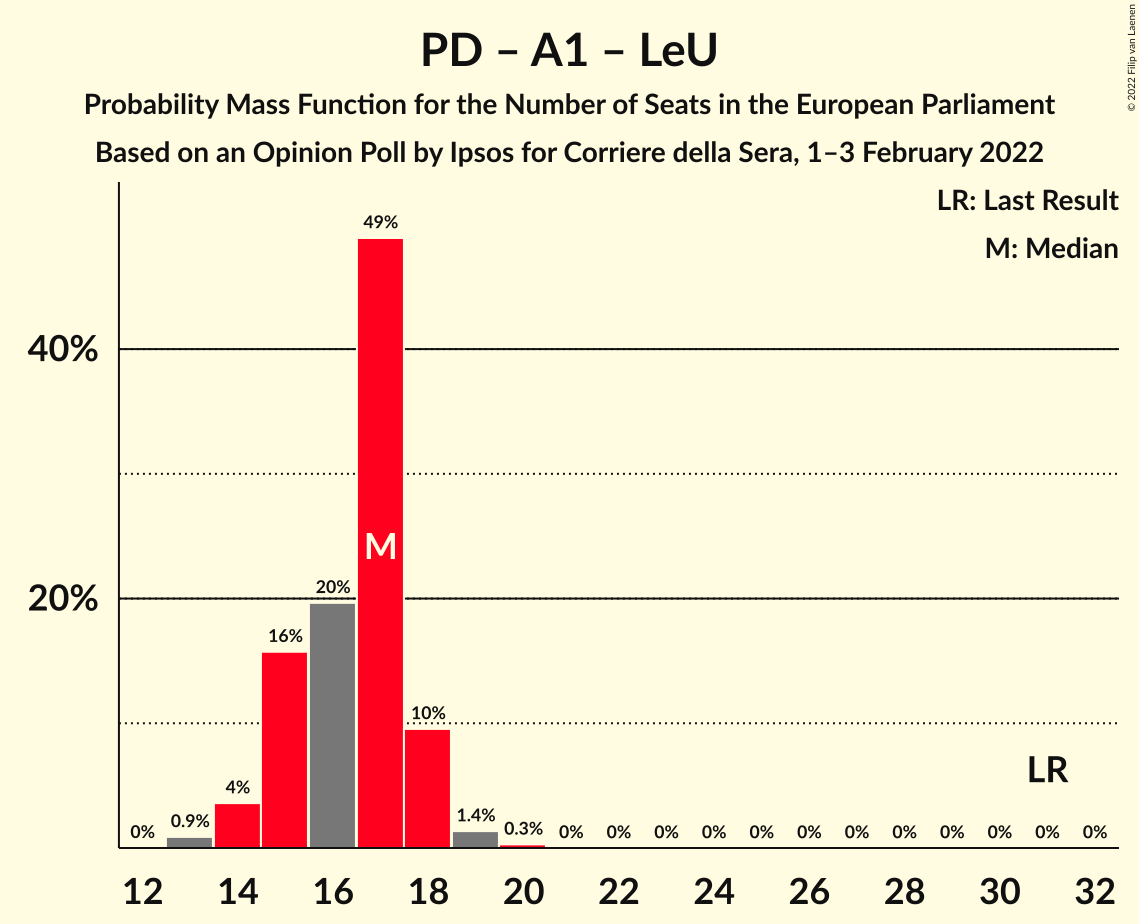 PD – A1 – LeU
Probability Mass Function for the Number of Seats in the European Parliament
Based on an Opinion Poll by Ipsos for Corriere della Sera, 1–3 February 2022
© 2022 Filip van Laenen
LR: Last Result
M: Median
49%
40%
M
20%
20%
16%
10%
LR
4%
0% 0.9% 1.4% 0.3% 0% 0% 0% 0% 0% 0% 0% 0% 0% 0% 0% 0%
12 14 16 18 20 22 24 26 28 30 32